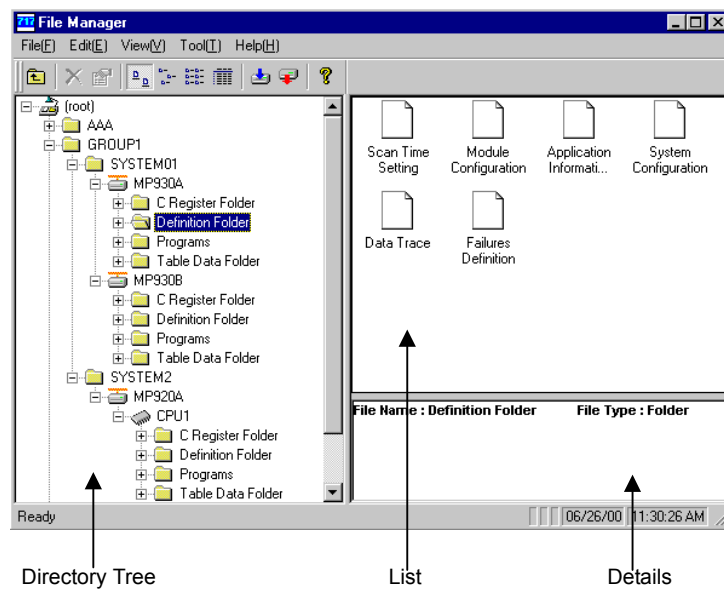 File Manager
File(F) Edit(E) View(V) Tool(T) Help(H)
(root)
AAA
GROUP1
SYSTEM01
MP930A
C Register Folder
Definition Folder
Programs
Table Data Folder
MP930B
C Register Folder
Definition Folder
Programs
Table Data Folder
SYSTEM2
MP920A
CPU1
C Register Folder
Definition Folder
Programs
Table Data Folder
Scan Time Setting
Module Configuration
Application Informati...
System Configuration
Data Trace
Failures Definition
File Name : Definition Folder File Type : Folder
Ready 06/26/00 11:30:26 AM
Directory Tree List Details